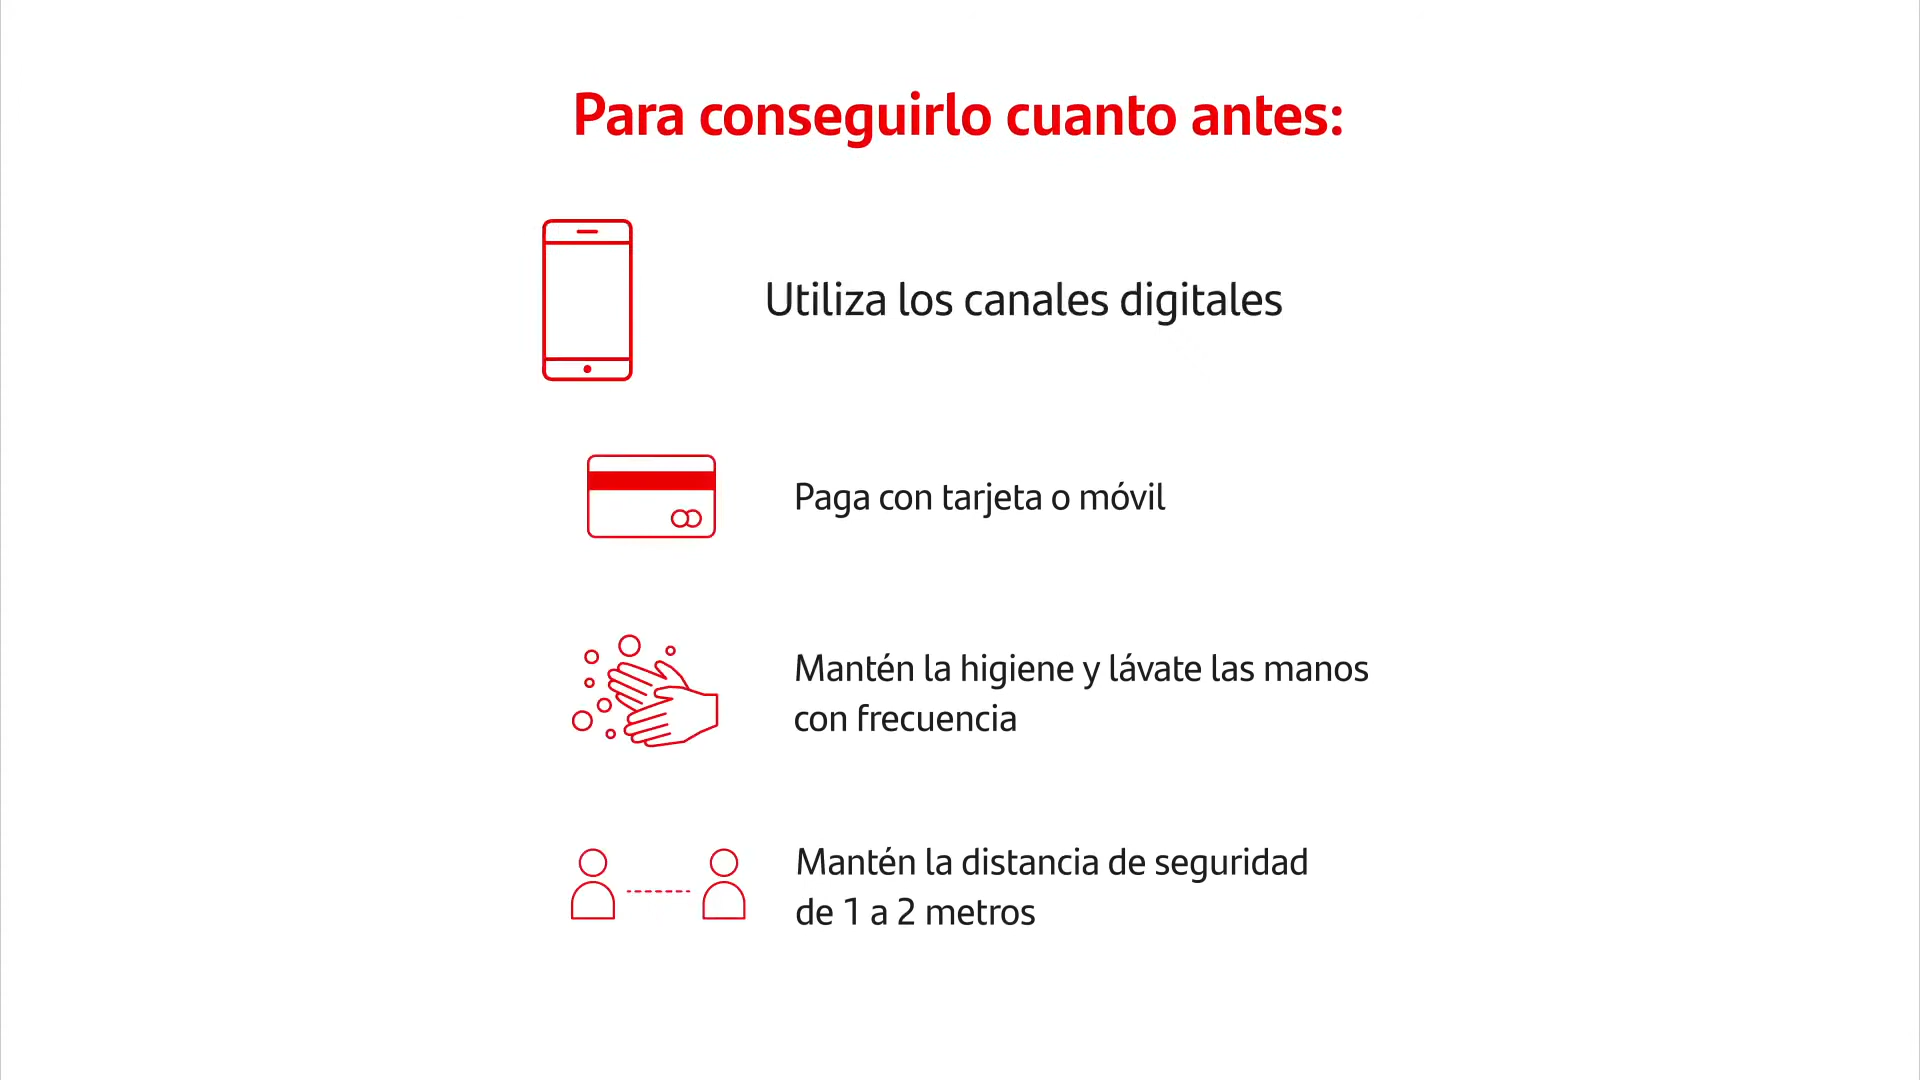 Para conseguirlo cuanto antes:
Utiliza los canales digitales
Paga con tarjeta o móvil
Mantén la higiene y lávate las manos
con frecuencia
Mantén la distancia de seguridad
de 1 a 2 metros